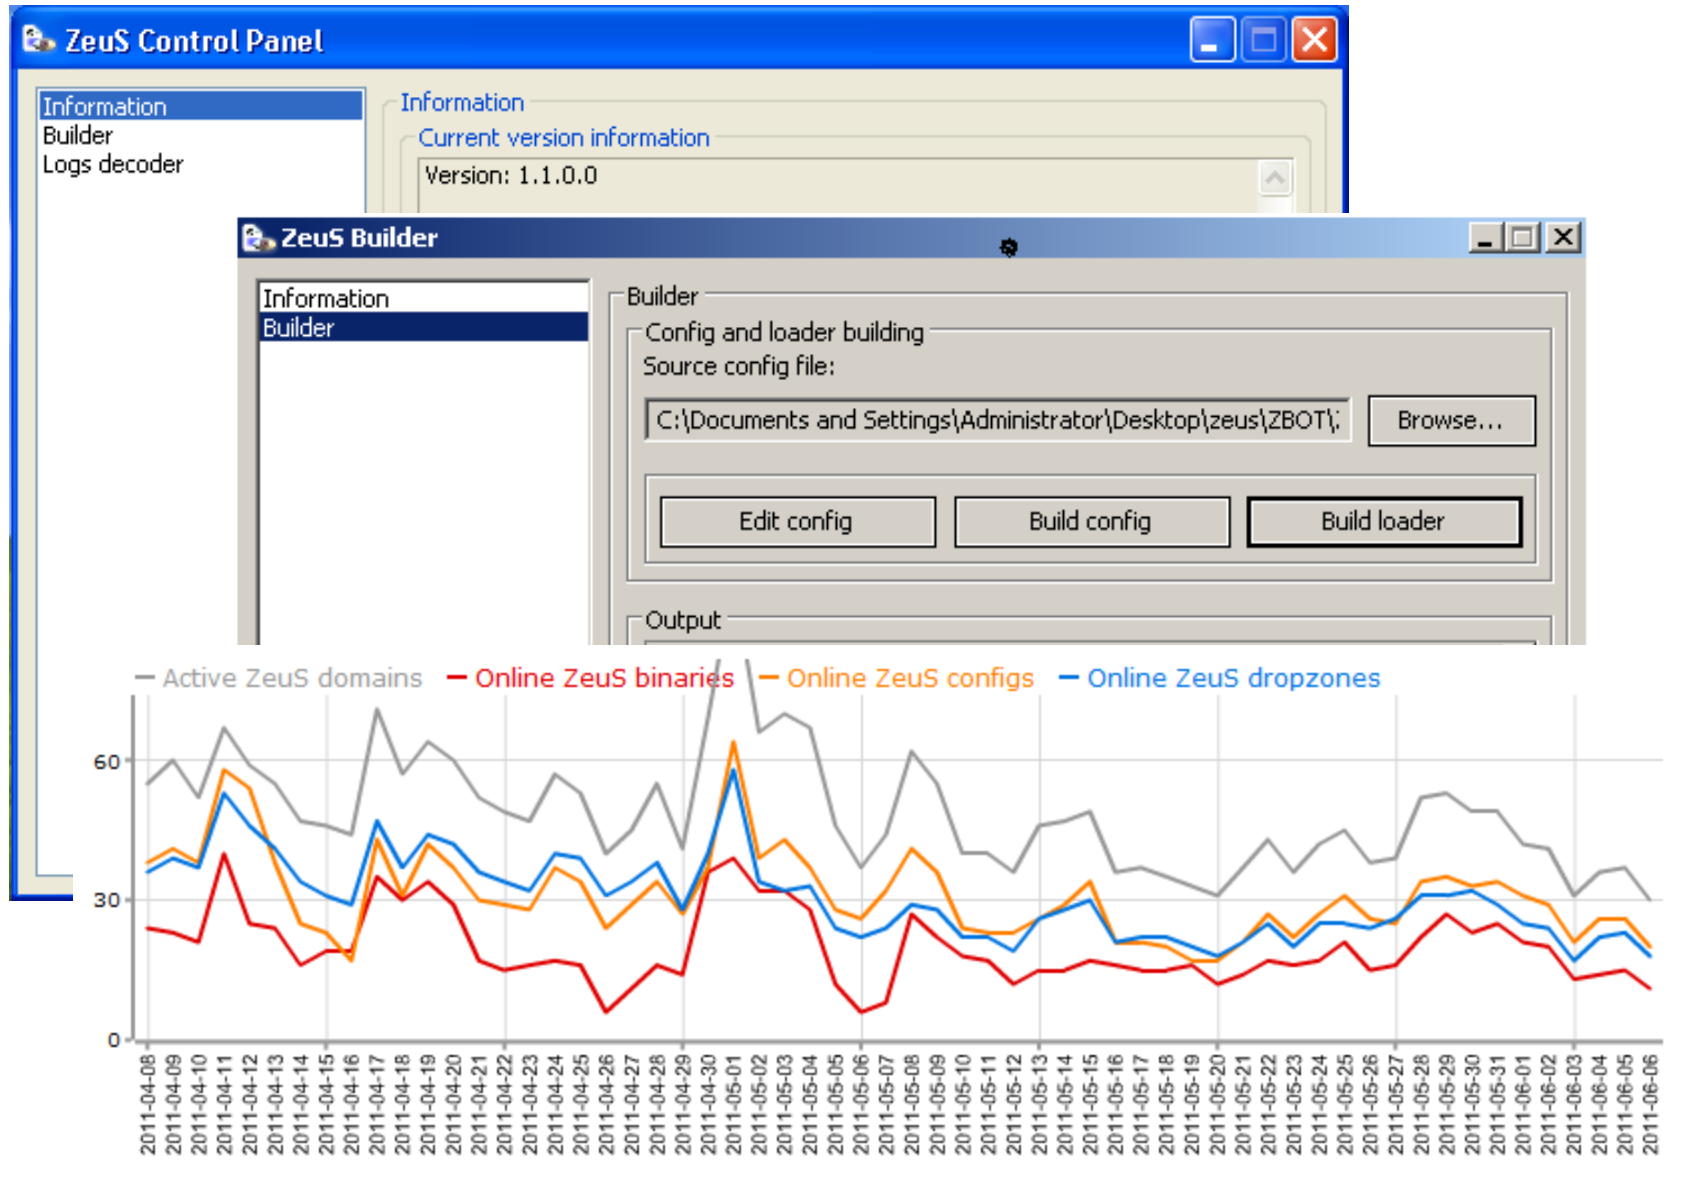 ZeuS Control Panel
Information
Builder
Logs decoder
Information
Current version information
Version: 1.1.0.0
ZeuS Builder
Information
Builder
Builder
Config and loader building
Source config file:
C:\Documents and Settings\Administrator\Desktop\zeus\ZBOT\
Browse...
Edit config
Build config
Build loader
Output
Active ZeuS domains
Online ZeuS binaries
Online ZeuS configs
Online ZeuS dropzones
60
30
0
2011-04-08
2011-04-09
2011-04-10
2011-04-11
2011-04-12
2011-04-13
2011-04-14
2011-04-15
2011-04-16
2011-04-17
2011-04-18
2011-04-19
2011-04-20
2011-04-21
2011-04-22
2011-04-23
2011-04-24
2011-04-25
2011-04-26
2011-04-27
2011-04-28
2011-04-29
2011-04-30
2011-05-01
2011-05-02
2011-05-03
2011-05-04
2011-05-05
2011-05-06
2011-05-07
2011-05-08
2011-05-09
2011-05-10
2011-05-11
2011-05-12
2011-05-13
2011-05-14
2011-05-15
2011-05-16
2011-05-17
2011-05-18
2011-05-19
2011-05-20
2011-05-21
2011-05-22
2011-05-23
2011-05-24
2011-05-25
2011-05-26
2011-05-27
2011-05-28
2011-05-29
2011-05-30
2011-05-31
2011-06-01
2011-06-02
2011-06-03
2011-06-04
2011-06-05
2011-06-06